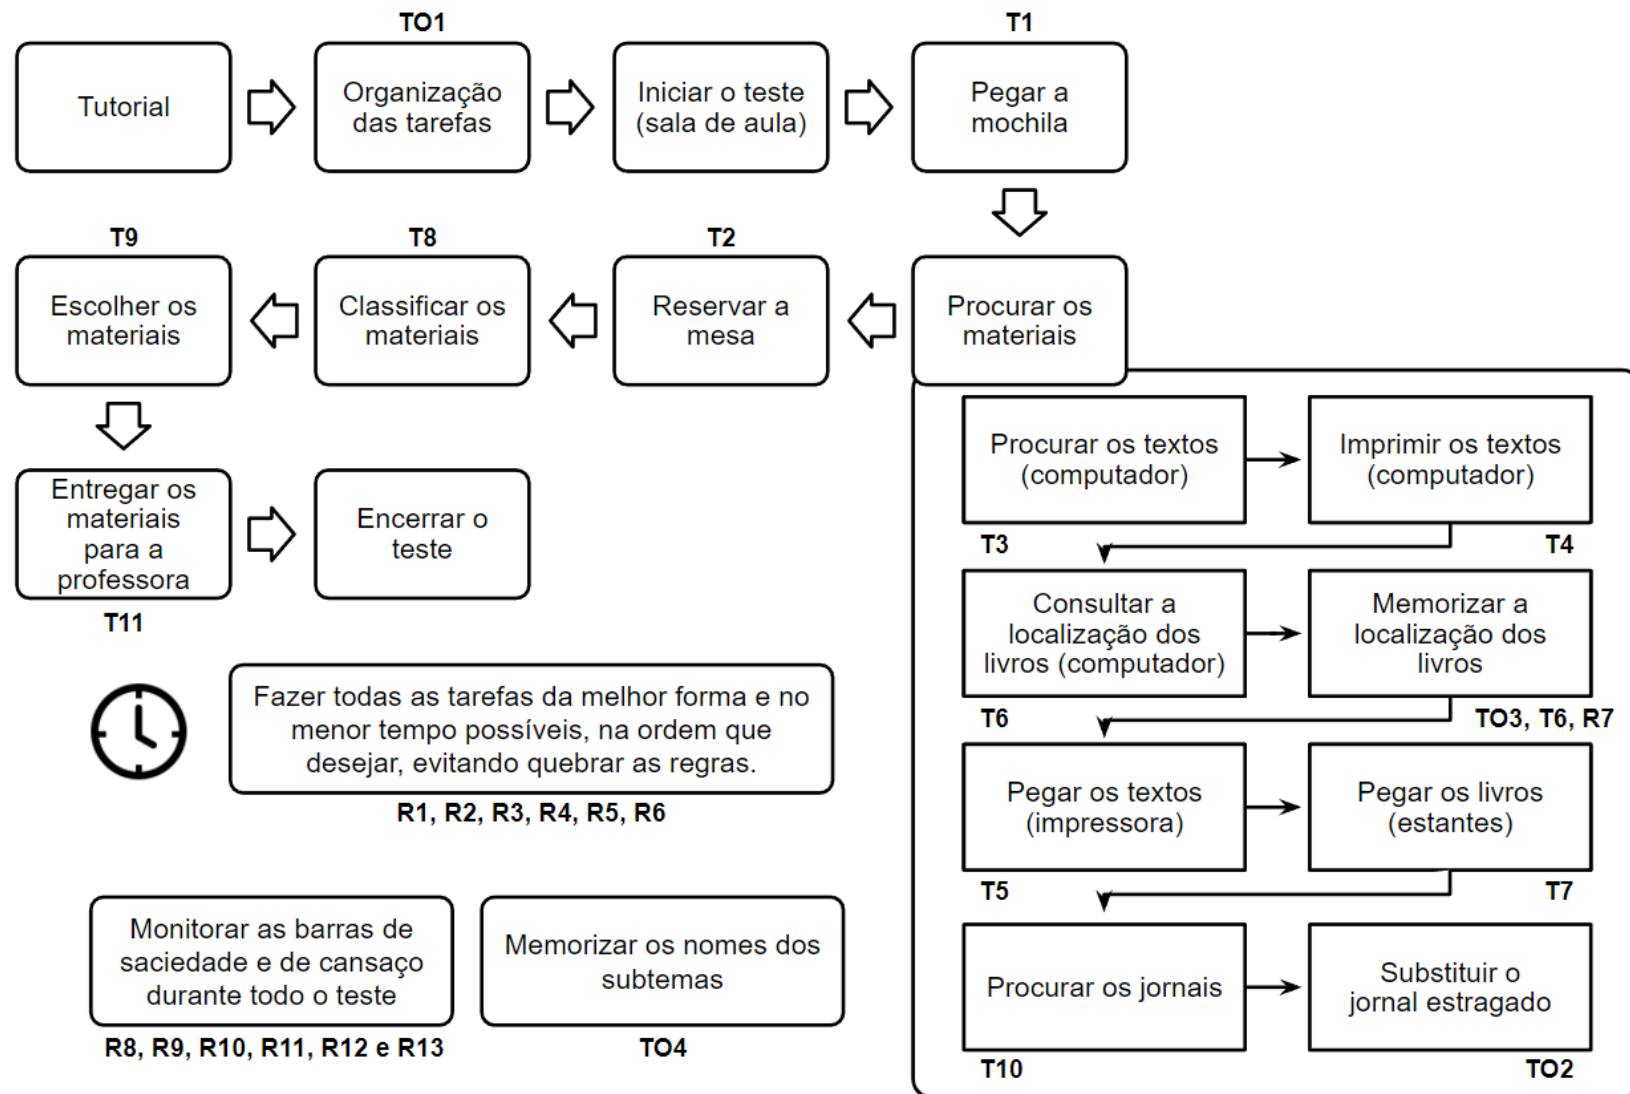 TO1
T1
Tutorial
Organização
das tarefas
Iniciar o teste
(sala de aula)
Pegar a
mochila
T9
T8
T2
Escolher os
materiais
Classificar os
materiais
Reservar a
mesa
Procurar os
materiais
Entregar os
materiais
para a
professora
T11
Encerrar o
teste
Procurar os textos
(computador)
T3
Imprimir os textos
(computador)
T4
Consultar a
localização dos
livros (computador)
T6
Memorizar a
localização dos
livros
TO3, T6, R7
Pegar os textos
(impressora)
T5
Pegar os livros
(estantes)
T7
Procurar os jornais
T10
Substituir o
jornal estragado
TO2
Fazer todas as tarefas da melhor forma e no
menor tempo possíveis, na ordem que
desejar, evitando quebrar as regras.
R1, R2, R3, R4, R5, R6
Monitorar as barras de
saciedade e de cansaço
durante todo o teste
R8, R9, R10, R11, R12 e R13
Memorizar os nomes dos
subtemas
TO4